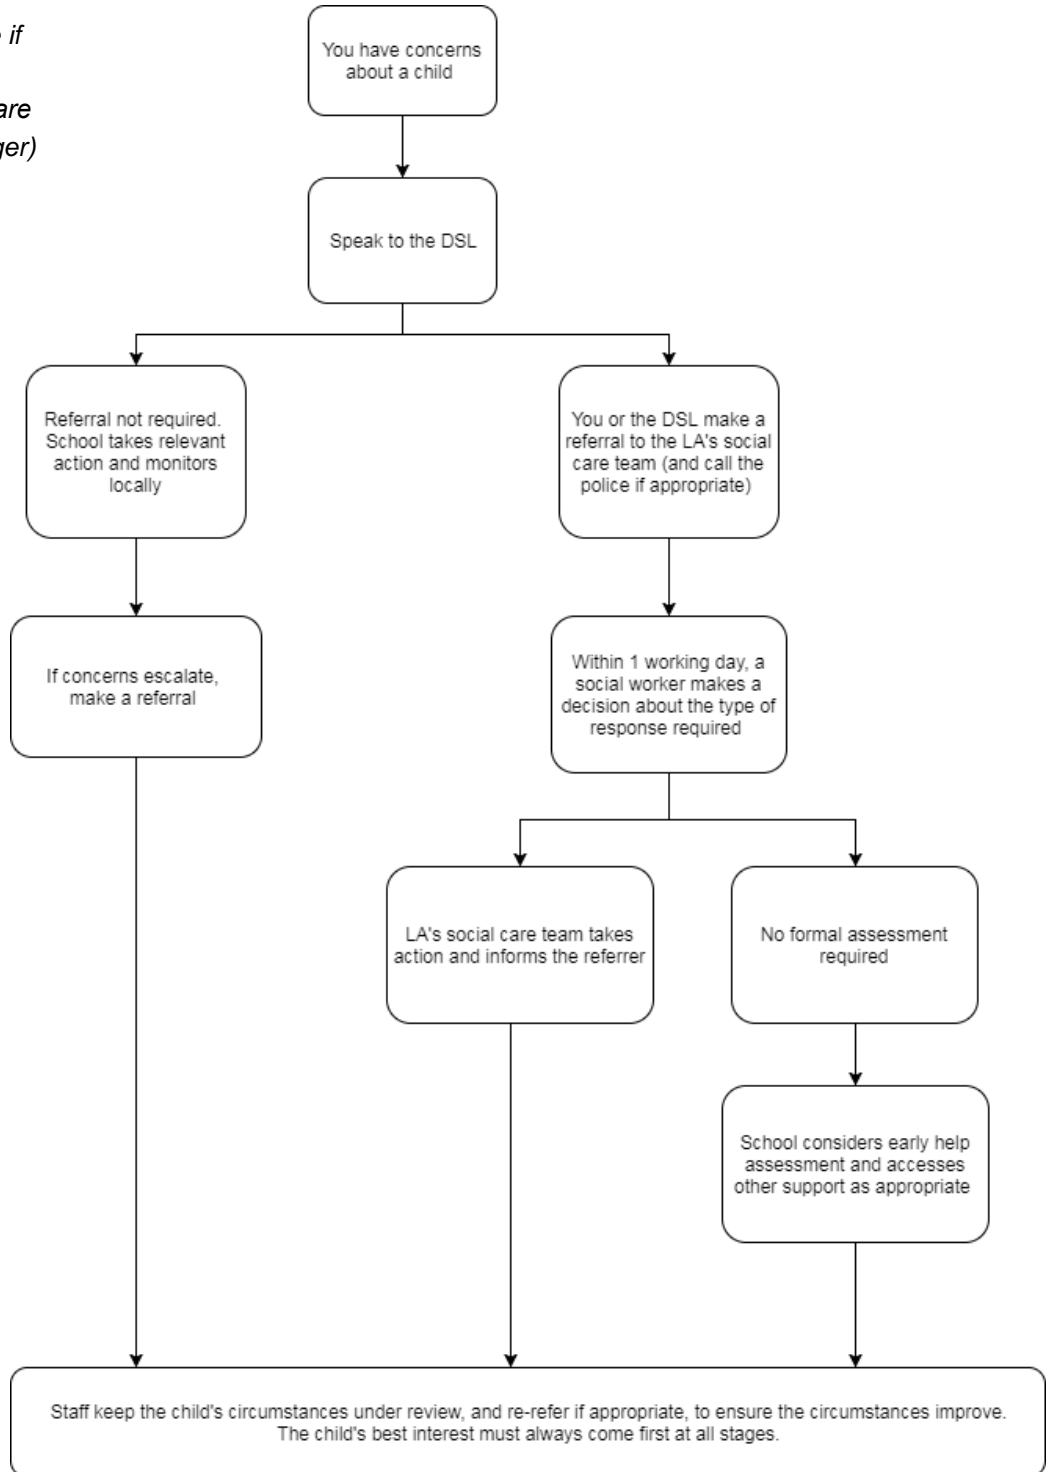 if
are
ger)
You have concerns
about a child
Speak to the DSL
Referral not required.
School takes relevant
action and monitors
locally
You or the DSL make a
referral to the LA's social
care team (and call the
police if appropriate)
If concerns escalate,
make a referral
Within 1 working day, a
social worker makes a
decision about the type of
response required
LA's social care team takes
action and informs the referrer
No formal assessment
required
School considers early help
assessment and accesses
other support as appropriate
Staff keep the child's circumstances under review, and re-refer if appropriate, to ensure the circumstances improve.
The child's best interest must always come first at all stages.